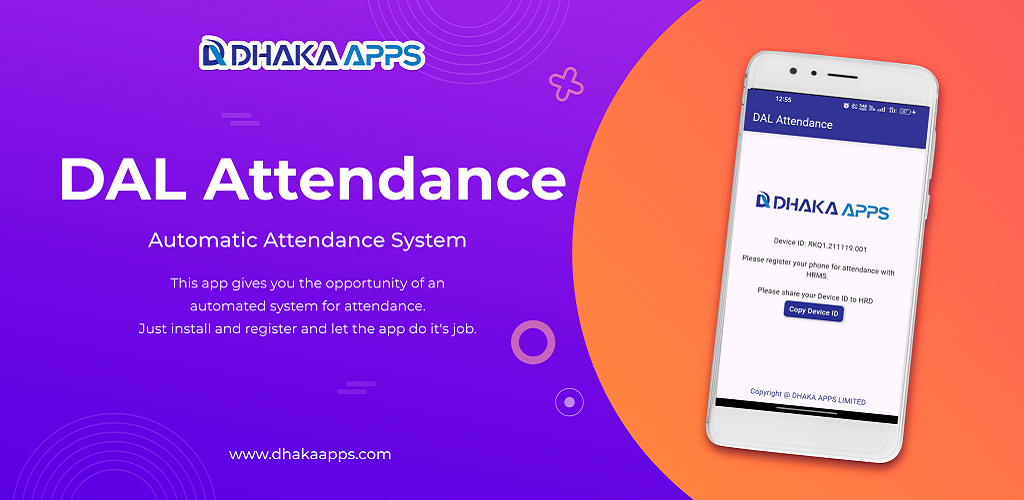 DHAKA APPS
DAL Attendance
Automatic Attendance System
This app gives you the opportunity of an
automated system for attendance.
Just install and register and let the app do it's job.
www.dhakaapps.com
12:55
DAL Attendance
DHAKA APPS
Device ID: RKQ1.211119.001
Please register your phone for attendance with
HRMS.
Please share your Device ID to HRD
Copy Device ID
Copyright @ DHAKA APPS LIMITED